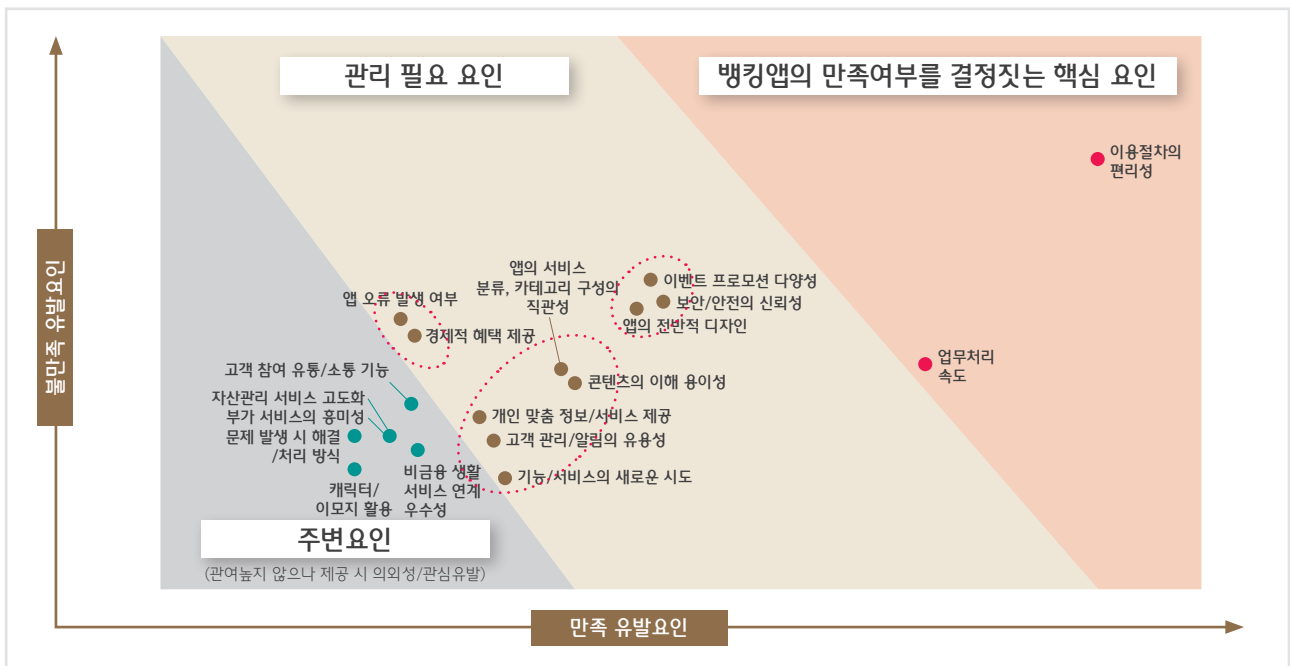 관리 필요 요인
뱅킹앱의 만족여부를 결정짓는 핵심 요인
이용절차의
편리성
앱의 서비스
분류, 카테고리 구성의
직관성
이벤트 프로모션 다양성
보안/안전의 신뢰성
앱의 전반적 디자인
앱 오류 발생 여부
경제적 혜택 제공
업무처리
속도
고객 참여 유통/소통 기능
콘텐츠의 이해 용이성
자산관리 서비스 고도화
부가 서비스의 흥미성
문제 발생 시 해결
/처리 방식
개인 맞춤 정보/서비스 제공
고객 관리/알림의 유용성
기능/서비스의 새로운 시도
비금융 생활
서비스 연계
우수성
캐릭터/
이모지 활용
주변요인
(관여높지 않으나 제공 시 의외성/관심유발)
불만족 유발요인
만족 유발요인